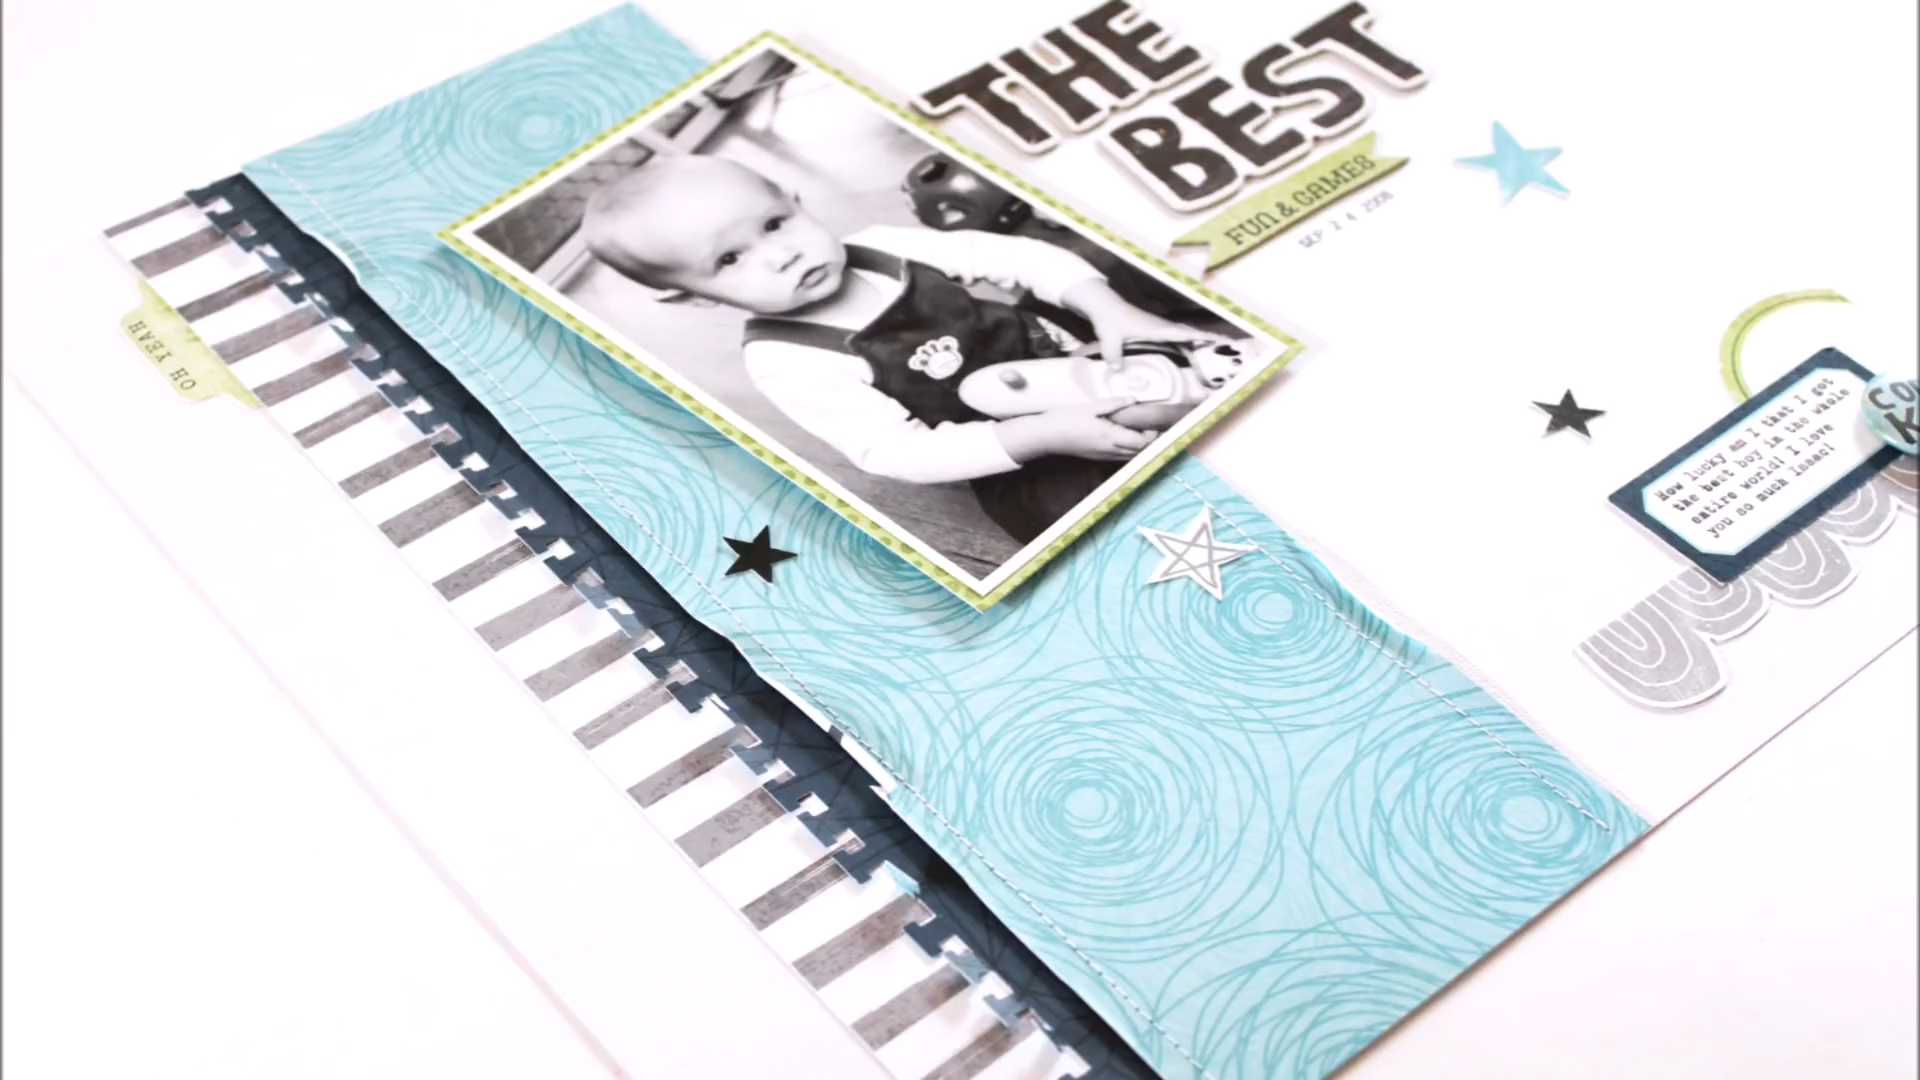 THE
BEST
FUN & GAMES
SEP 2 4 2008
OH YEAH
How lucky am I that I got
the best boy in the whole
entire world! I love
you so much Isaac!